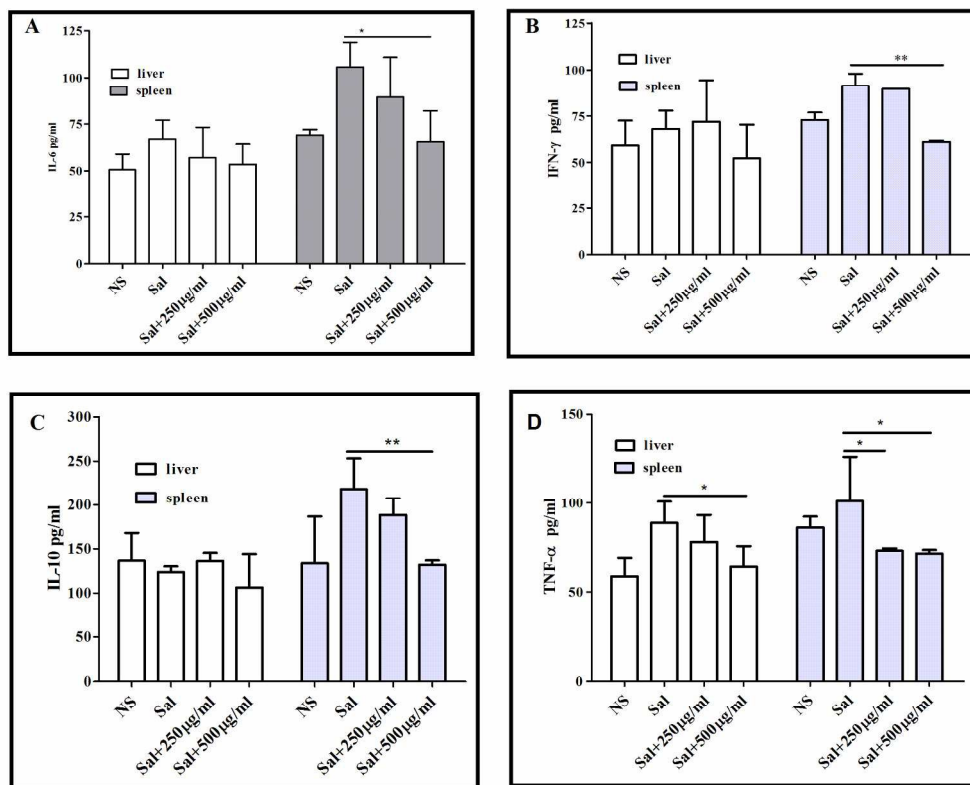 A
125
100
75
50
25
0
IL-6 pg/ml
liver
spleen
*
NS
Sal
Sal+250μg/ml
Sal+500μg/ml
NS
Sal
Sal+250μg/ml
Sal+500μg/ml
B
125
100
75
50
25
0
IFN-γ pg/ml
liver
spleen
**
NS
Sal
Sal+250μg/ml
Sal+500μg/ml
NS
Sal
Sal+250μg/ml
Sal+500μg/ml
C
300
250
200
150
100
50
0
IL-10 pg/ml
liver
spleen
**
NS
Sal
Sal+250μg/ml
Sal+500μg/ml
NS
Sal
Sal+250μg/ml
Sal+500μg/ml
D
150
100
50
0
TNF-α pg/ml
liver
spleen
*
*
*
NS
Sal
Sal+250μg/ml
Sal+500μg/ml
NS
Sal
Sal+250μg/ml
Sal+500μg/ml